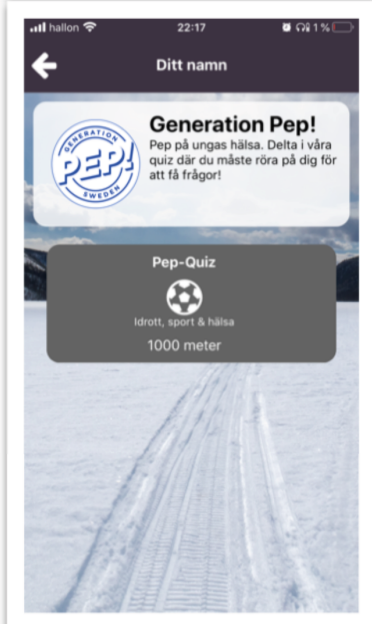 hallon 22:17 1 %
Ditt namn
Generation Pep!
Pep på ungas hälsa. Delta i våra
quiz där du måste röra på dig för
att få frågor!
GENERATION
PEP!
SWEDEN
Pep-Quiz
Idrott, sport & hälsa
1000 meter